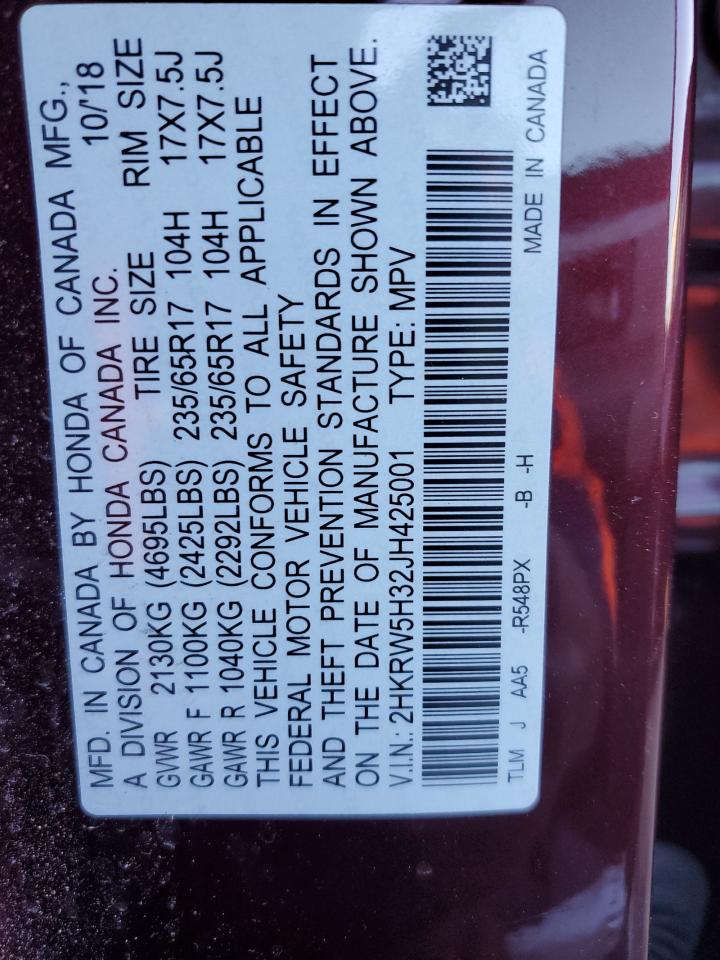 MFD. IN CANADA BY HONDA OF CANADA MFG.,
A DIVISION OF HONDA CANADA INC. 10/'18
GVWR 2130KG (4695LBS) TIRE SIZE RIM SIZE
GAWR F 1100KG (2425LBS) 235/65R17 104H 17X7.5J
GAWR R 1040KG (2292LBS) 235/65R17 104H 17X7.5J
THIS VEHICLE CONFORMS TO ALL APPLICABLE
FEDERAL MOTOR VEHICLE SAFETY
AND THEFT PREVENTION STANDARDS IN EFFECT
ON THE DATE OF MANUFACTURE SHOWN ABOVE.
V.I.N.: 2HKRW5H32JH425001 TYPE: MPV
TLM J AA5 -R548PX -B -H MADE IN CANADA